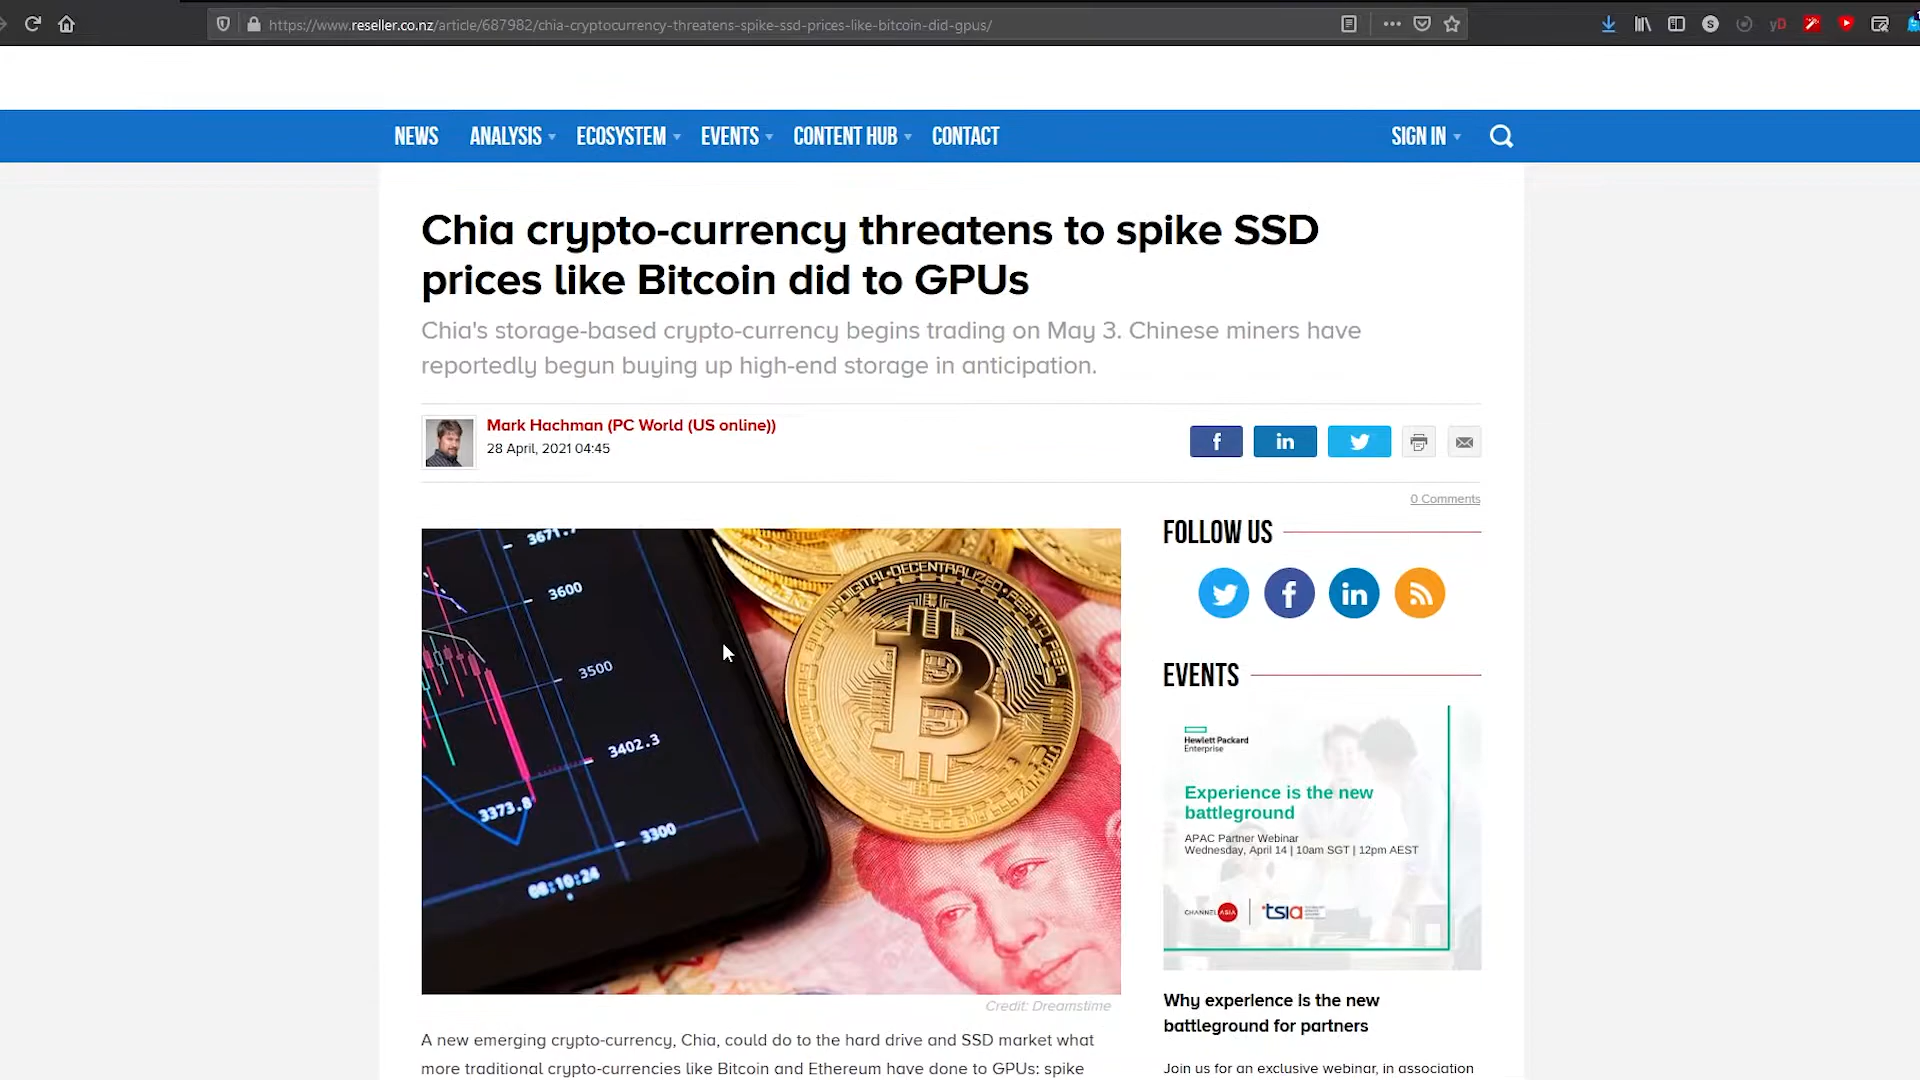 https://www.reseller.co.nz/article/687982/chia-cryptocurrency-threatens-spike-ssd-prices-like-bitcoin-did-gpus/
NEWS ANALYSIS ECOSYSTEM EVENTS CONTENT HUB CONTACT SIGN IN
Chia crypto-currency threatens to spike SSD
prices like Bitcoin did to GPUs
Chia's storage-based crypto-currency begins trading on May 3. Chinese miners have
reportedly begun buying up high-end storage in anticipation.
Mark Hachman (PC World (US online))
28 April, 2021 04:45
0 Comments
FOLLOW US
3600
3500
3402.3
3373.8
3300
DIGITAL • DECENTRALIZED • PEER TO PEER
EVENTS
Hewlett Packard
Enterprise
Experience is the new
battleground
APAC Partner Webinar
Wednesday, April 14 | 10am SGT | 12pm AEST
CHANNEL ASIA | tsia
Credit: Dreamstime
Why experience is the new
battleground for partners
A new emerging crypto-currency, Chia, could do to the hard drive and SSD market what
more traditional crypto-currencies like Bitcoin and Ethereum have done to GPUs: spike
Join us for an exclusive webinar, in association